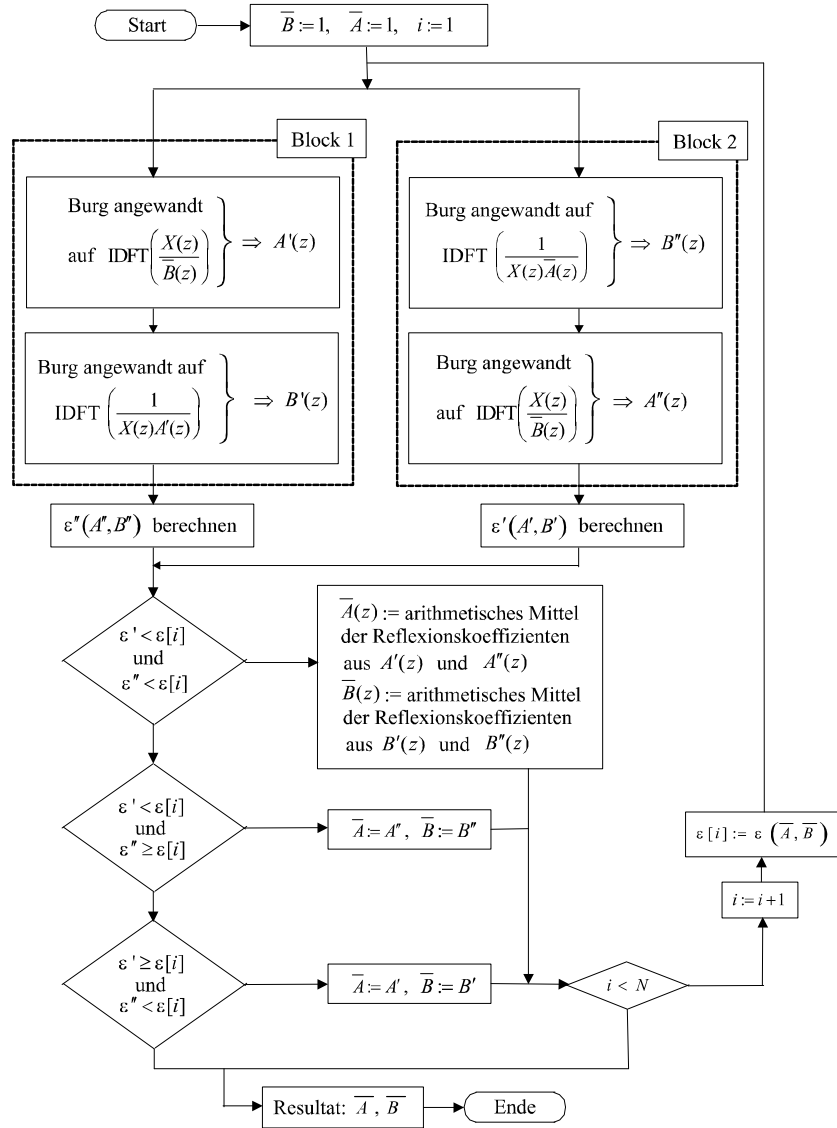 Start
B̅ := 1, A̅ := 1, i := 1
Block 1
Block 2
Burg angewandt
auf IDFT(X(z)/B̅(z)) } ⇒ A'(z)
Burg angewandt auf
IDFT(1/(X(z)A̅(z))) } ⇒ B″(z)
Burg angewandt auf
IDFT(1/(X(z)A'(z))) } ⇒ B'(z)
Burg angewandt
auf IDFT(X(z)/B̅(z)) } ⇒ A″(z)
ε″(A″,B″) berechnen
ε′(A′,B′) berechnen
ε' < ε[i]
und
ε″ < ε[i]
A̅(z) := arithmetisches Mittel
der Reflexionskoeffizienten
aus A'(z) und A″(z)
B̅(z) := arithmetisches Mittel
der Reflexionskoeffizienten
aus B'(z) und B″(z)
ε' < ε[i]
und
ε″ ≥ ε[i]
A̅ := A″, B̅ := B″
ε[i] := ε (A̅, B̅)
i := i+1
ε' ≥ ε[i]
und
ε″ < ε[i]
A̅ := A′, B̅ := B′
i < N
Resultat: A̅, B̅
Ende